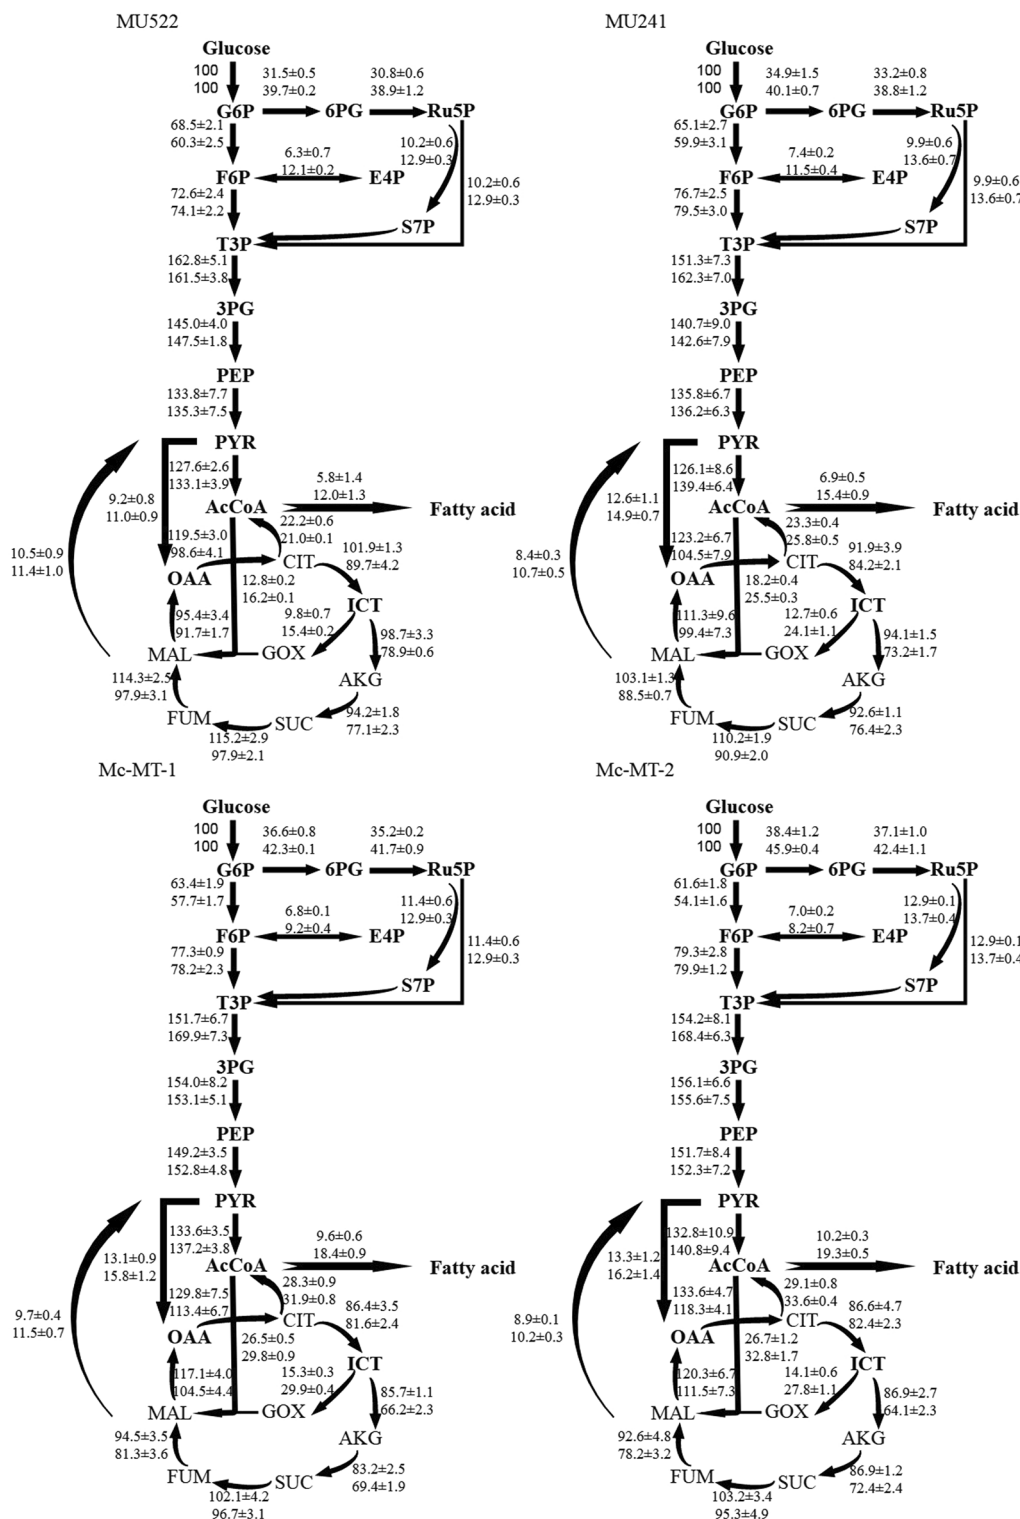 MU522
Glucose
100
100
31.5±0.5
39.7±0.2
30.8±0.6
38.9±1.2
G6P
6PG
Ru5P
68.5±2.1
60.3±2.5
10.2±0.6
12.9±0.3
6.3±0.7
12.1±0.2
F6P
E4P
10.2±0.6
12.9±0.3
72.6±2.4
74.1±2.2
S7P
T3P
162.8±5.1
161.5±3.8
3PG
145.0±4.0
147.5±1.8
PEP
133.8±7.7
135.3±7.5
PYR
127.6±2.6
133.1±3.9
5.8±1.4
12.0±1.3
9.2±0.8
11.0±0.9
AcCoA
Fatty acid
22.2±0.6
21.0±0.1
119.5±3.0
98.6±4.1
101.9±1.3
89.7±4.2
10.5±0.9
11.4±1.0
OAA
CIT
12.8±0.2
16.2±0.1
ICT
95.4±3.4
91.7±1.7
9.8±0.7
15.4±0.2
98.7±3.3
78.9±0.6
MAL
GOX
114.3±2.5
97.9±3.1
AKG
94.2±1.8
77.1±2.3
FUM
SUC
115.2±2.9
97.9±2.1
MU241
Glucose
100
100
34.9±1.5
40.1±0.7
33.2±0.8
38.8±1.2
G6P
6PG
Ru5P
65.1±2.7
59.9±3.1
9.9±0.6
13.6±0.7
7.4±0.2
11.5±0.4
F6P
E4P
9.9±0.6
13.6±0.7
76.7±2.5
79.5±3.0
S7P
T3P
151.3±7.3
162.3±7.0
3PG
140.7±9.0
142.6±7.9
PEP
135.8±6.7
136.2±6.3
PYR
126.1±8.6
139.4±6.4
6.9±0.5
15.4±0.9
12.6±1.1
14.9±0.7
AcCoA
Fatty acid
23.3±0.4
25.8±0.5
123.2±6.7
104.5±7.9
91.9±3.9
84.2±2.1
8.4±0.3
10.7±0.5
OAA
CIT
18.2±0.4
25.5±0.3
ICT
111.3±9.6
99.4±7.3
12.7±0.6
24.1±1.1
94.1±1.5
73.2±1.7
MAL
GOX
103.1±1.3
88.5±0.7
AKG
92.6±1.1
76.4±2.3
FUM
SUC
110.2±1.9
90.9±2.0
Mc-MT-1
Glucose
100
100
36.6±0.8
42.3±0.1
35.2±0.2
41.7±0.9
G6P
6PG
Ru5P
63.4±1.9
57.7±1.7
11.4±0.6
12.9±0.3
6.8±0.1
9.2±0.4
F6P
E4P
11.4±0.6
12.9±0.3
77.3±0.9
78.2±2.3
S7P
T3P
151.7±6.7
169.9±7.3
3PG
154.0±8.2
153.1±5.1
PEP
149.2±3.5
152.8±4.8
PYR
133.6±3.5
137.2±3.8
9.6±0.6
18.4±0.9
13.1±0.9
15.8±1.2
AcCoA
Fatty acid
28.3±0.9
31.9±0.8
129.8±7.5
113.4±6.7
86.4±3.5
81.6±2.4
9.7±0.4
11.5±0.7
OAA
CIT
26.5±0.5
29.8±0.9
ICT
117.1±4.0
104.5±4.4
15.3±0.3
29.9±0.4
85.7±1.1
66.2±2.3
MAL
GOX
94.5±3.5
81.3±3.6
AKG
83.2±2.5
69.4±1.9
FUM
SUC
102.1±4.2
96.7±3.1
Mc-MT-2
Glucose
100
100
38.4±1.2
45.9±0.4
37.1±1.0
42.4±1.1
G6P
6PG
Ru5P
61.6±1.8
54.1±1.6
12.9±0.1
13.7±0.4
7.0±0.2
8.2±0.7
F6P
E4P
12.9±0.1
13.7±0.4
79.3±2.8
79.9±1.2
S7P
T3P
154.2±8.1
168.4±6.3
3PG
156.1±6.6
155.6±7.5
PEP
151.7±8.4
152.3±7.2
PYR
132.8±10.9
140.8±9.4
10.2±0.3
19.3±0.5
13.3±1.2
16.2±1.4
AcCoA
Fatty acid
29.1±0.8
33.6±0.4
133.6±4.7
118.3±4.1
86.6±4.7
82.4±2.3
8.9±0.1
10.2±0.3
OAA
CIT
26.7±1.2
32.8±1.7
ICT
120.3±6.7
111.5±7.3
14.1±0.6
27.8±1.1
86.9±2.7
64.1±2.3
MAL
GOX
92.6±4.8
78.2±3.2
AKG
86.9±1.2
72.4±2.4
FUM
SUC
103.2±3.4
95.3±4.9